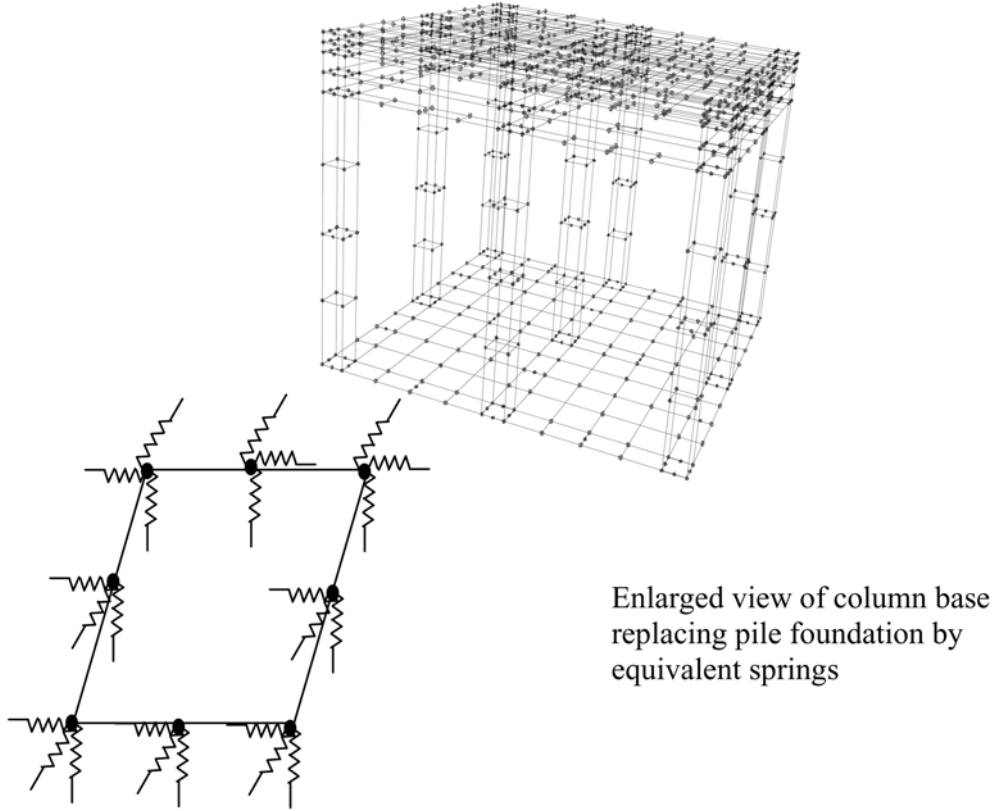 Enlarged view of column base
replacing pile foundation by
equivalent springs